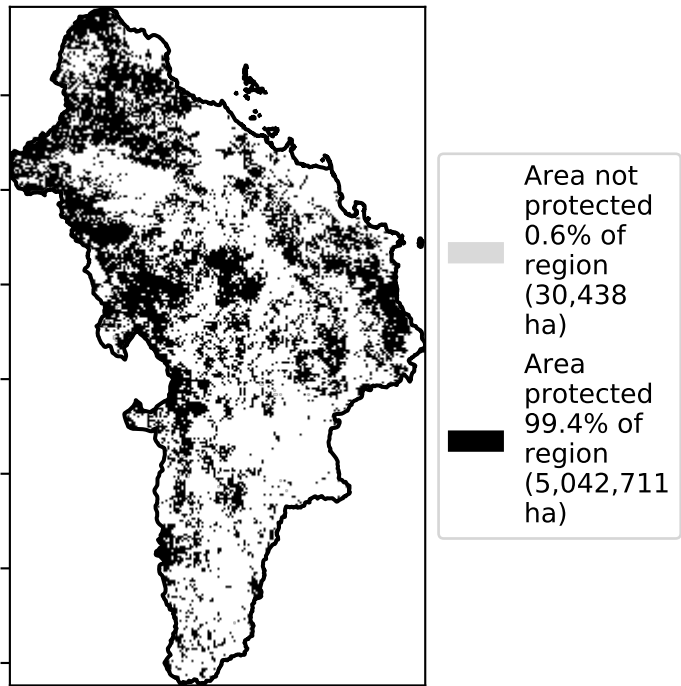 Area not
protected
0.6% of
region
(30,438
ha)
Area
protected
99.4% of
region
(5,042,711
ha)